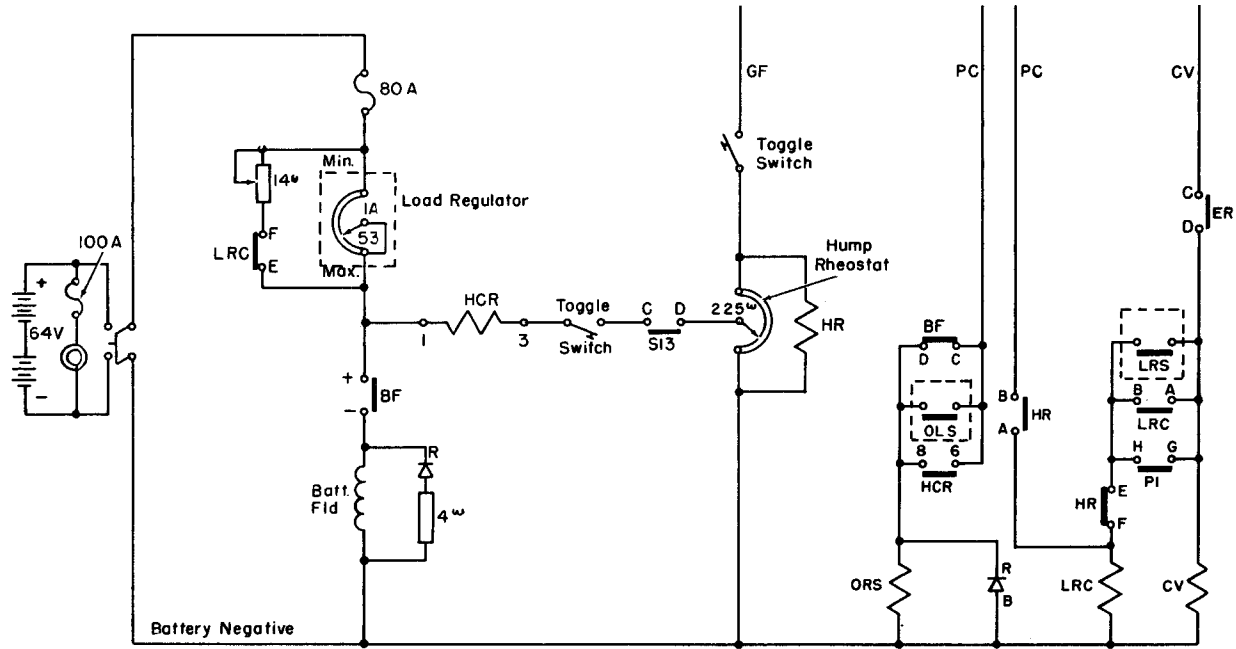 80 A
GF
PC
PC
CV
Toggle
Switch
Min.
14ω
1A
Load Regulator
53
Max.
F
LRC
E
C
D
ER
100 A
+
64V
-
Hump
Rheostat
HCR
Toggle
Switch
C D
S13
225ω
HR
1
3
BF
D C
LRS
B A
LRC
B
HR
A
OLS
8 6
HCR
H G
P1
+
BF
-
R
Batt.
Fld
4ω
HR
E
F
ORS
R
B
LRC
CV
Battery Negative